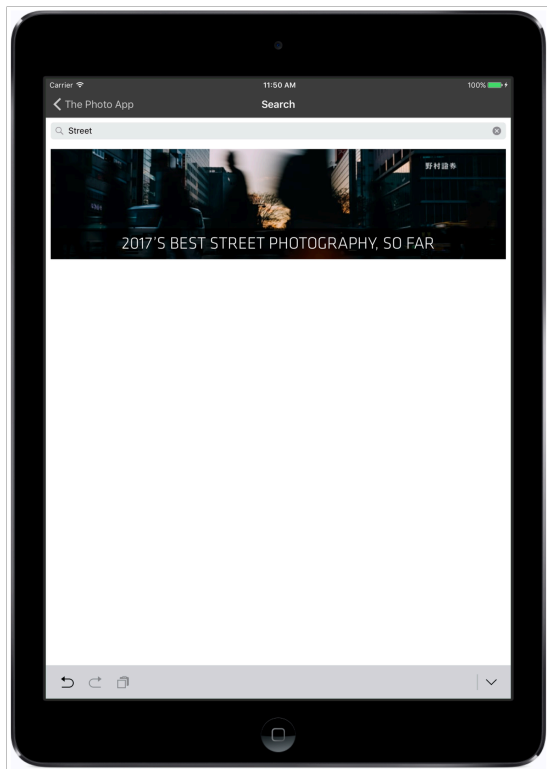 Carrier
11:50 AM
100%
The Photo App
Search
Street
野村證券
2017'S BEST STREET PHOTOGRAPHY, SO FAR